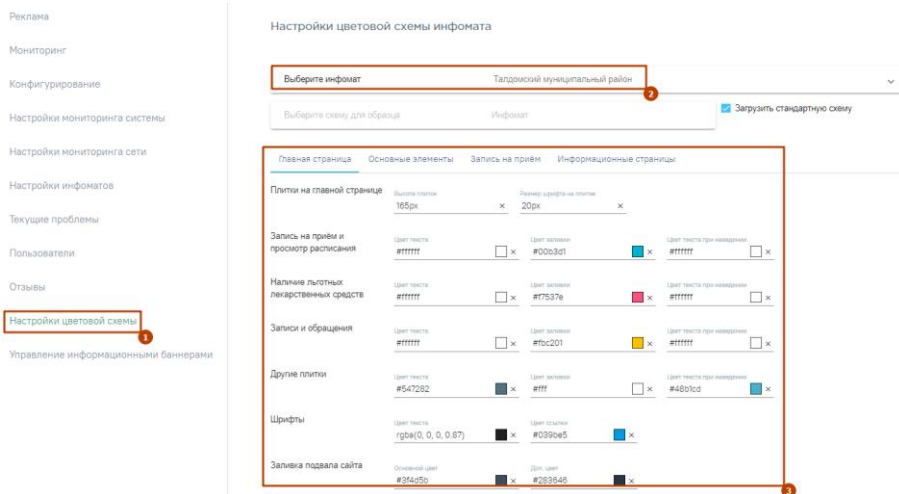 Реклама
Мониторинг
Конфигурирование
Настройки мониторинга системы
Настройки мониторинга сети
Настройки инфоматов
Текущие проблемы
Пользователи
Отзывы
Настройки цветовой схемы
1
Управление информационными баннерами
Настройки цветовой схемы инфомата
Выберите инфомат Талдомский муниципальный район
2
Выберите схему для образца Инфомат Загрузить стандартную схему
Главная страница Основные элементы Запись на приём Информационные страницы
Плитки на главной странице Высота плиток Размер шрифта на плитке
165px × 20px ×
Запись на приём и
просмотр расписания
Цвет текста Цвет заливки Цвет текста при наведении
#ffffff × #00b3d1 × #ffffff ×
Наличие льготных
лекарственных средств
Цвет текста Цвет заливки Цвет текста при наведении
#ffffff × #f7537e × #ffffff ×
Записи и обращения
Цвет текста Цвет заливки Цвет текста при наведении
#ffffff × #fbc201 × #ffffff ×
Другие плитки
Цвет текста Цвет заливки Цвет текста при наведении
#547282 × #fff × #48b1cd ×
Шрифты
Цвет текста Цвет ссылки
rgba(0, 0, 0, 0.87) × #039be5 ×
Заливка подвала сайта
Основной цвет Доп. цвет
#3f4d5b × #283646 ×
3